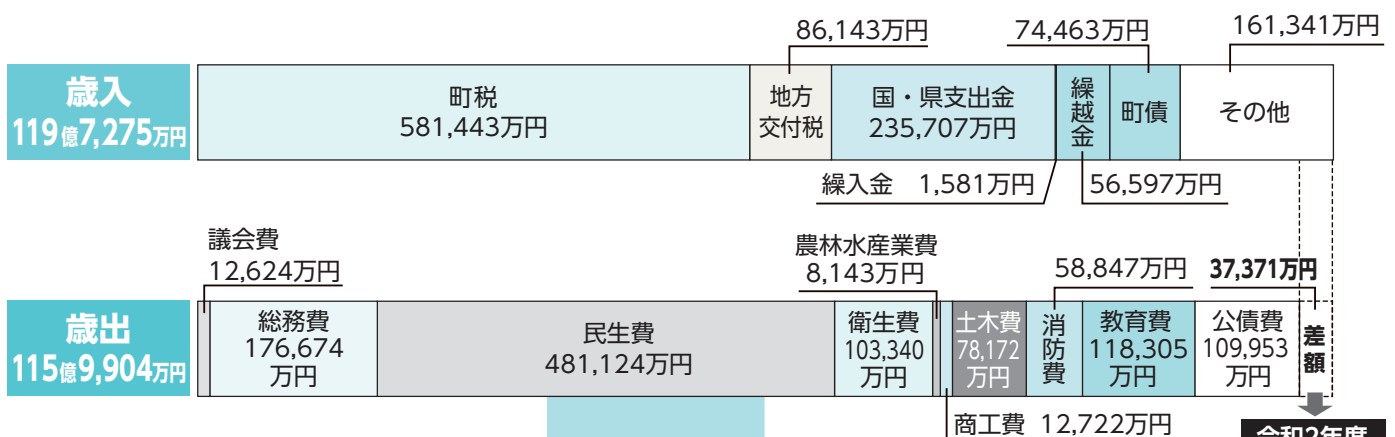 86,143万円
74,463万円
161,341万円
歳入
119億7,275万円
町税
581,443万円
地方
交付税
国・県支出金
235,707万円
繰越金
町債
その他
繰入金 1,581万円
56,597万円
議会費
12,624万円
農林水産業費
8,143万円
58,847万円
37,371万円
歳出
115億9,904万円
総務費
176,674
万円
民生費
481,124万円
衛生費
103,340
万円
土木費
78,172
万円
消防費
教育費
118,305
万円
公債費
109,953
万円
差額
商工費 12,722万円
令和2年度